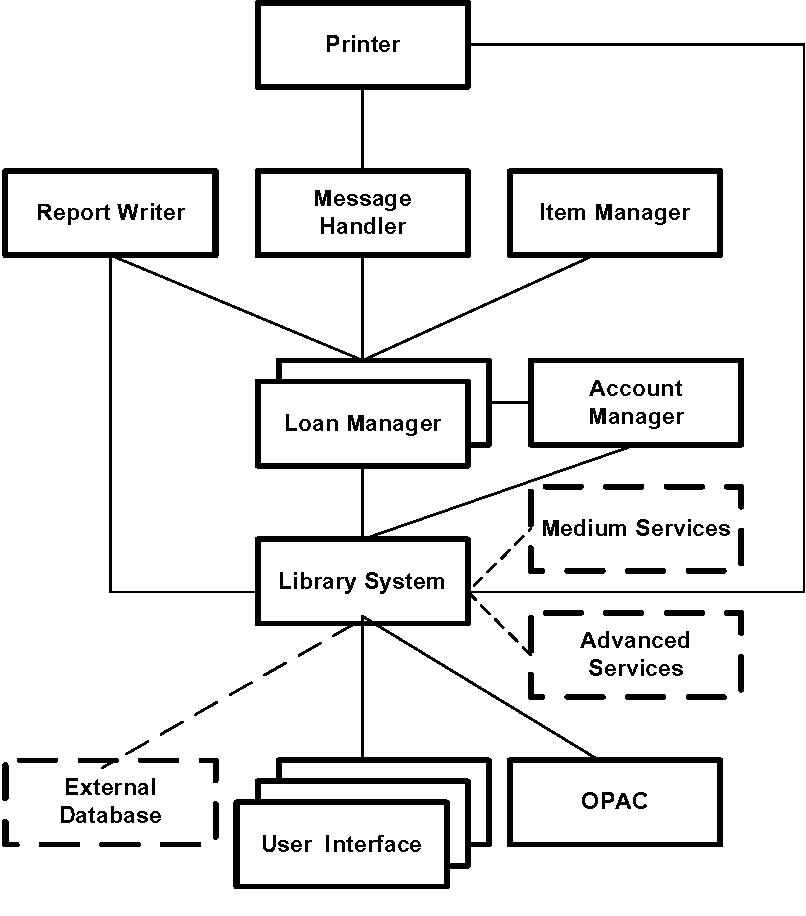 Printer
Report Writer
Message
Handler
Item Manager
Loan Manager
Account
Manager
Medium Services
Library System
Advanced
Services
External
Database
User Interface
OPAC